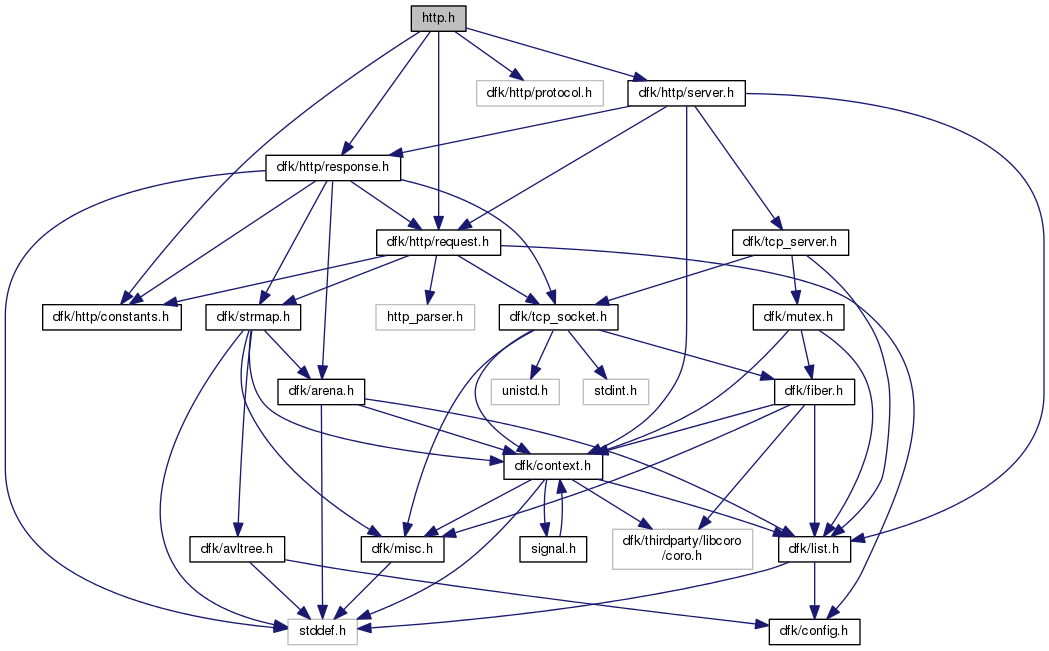 http.h
dfk/http/protocol.h
dfk/http/server.h
dfk/http/response.h
dfk/http/request.h
dfk/tcp_server.h
dfk/http/constants.h
dfk/strmap.h
http_parser.h
dfk/tcp_socket.h
dfk/mutex.h
dfk/arena.h
unistd.h
stdint.h
dfk/fiber.h
dfk/context.h
dfk/avltree.h
dfk/misc.h
signal.h
dfk/thirdparty/libcoro
/coro.h
dfk/list.h
stddef.h
dfk/config.h